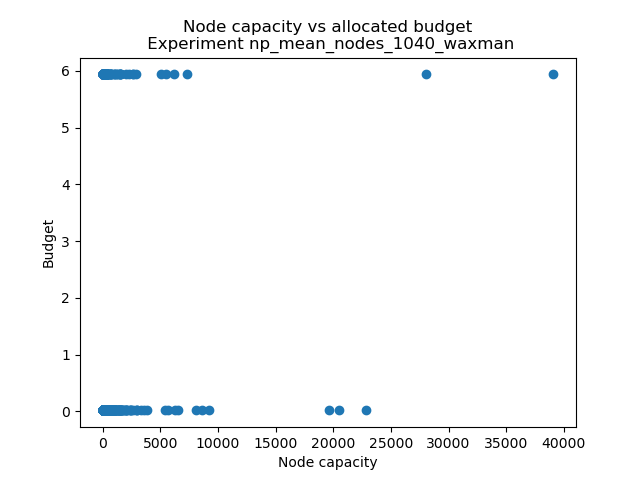 Node capacity vs allocated budget
Experiment np_mean_nodes_1040_waxman
6
5
4
3
2
1
0
Budget
0 5000 10000 15000 20000 25000 30000 35000 40000
Node capacity